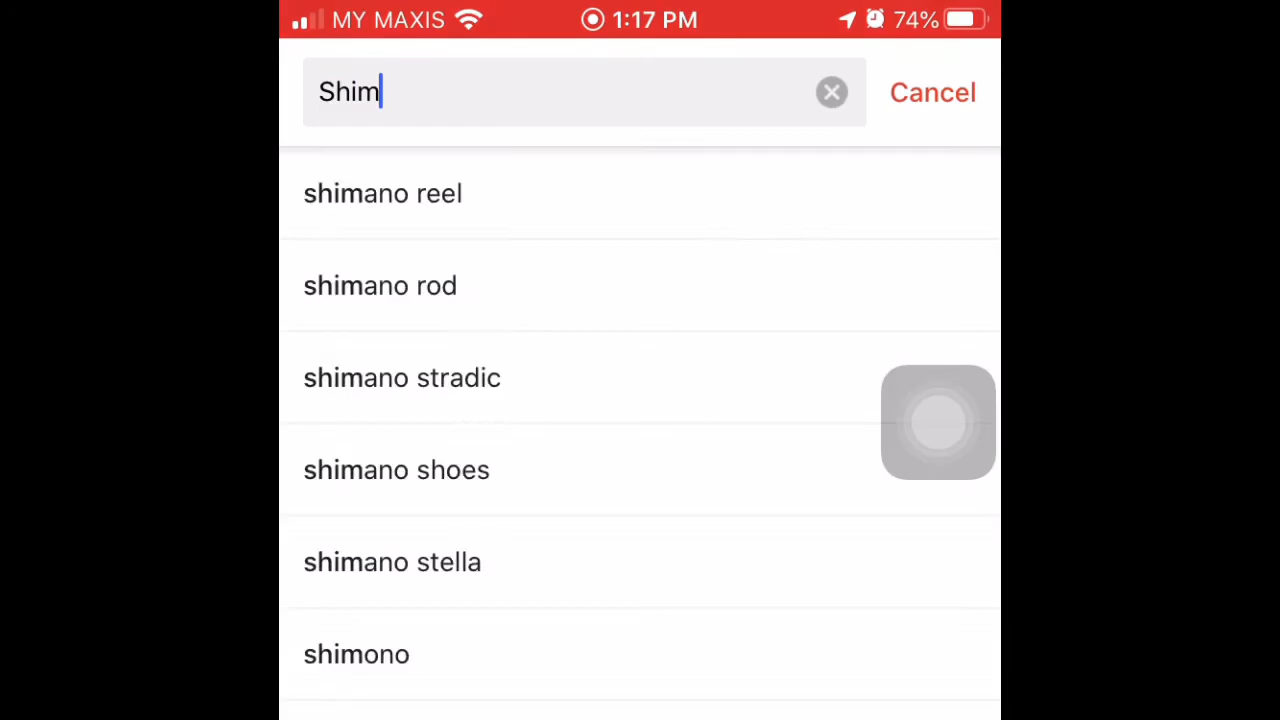 MY MAXIS 1:17 PM 74%
Shim Cancel
shimano reel
shimano rod
shimano stradic
shimano shoes
shimano stella
shimono